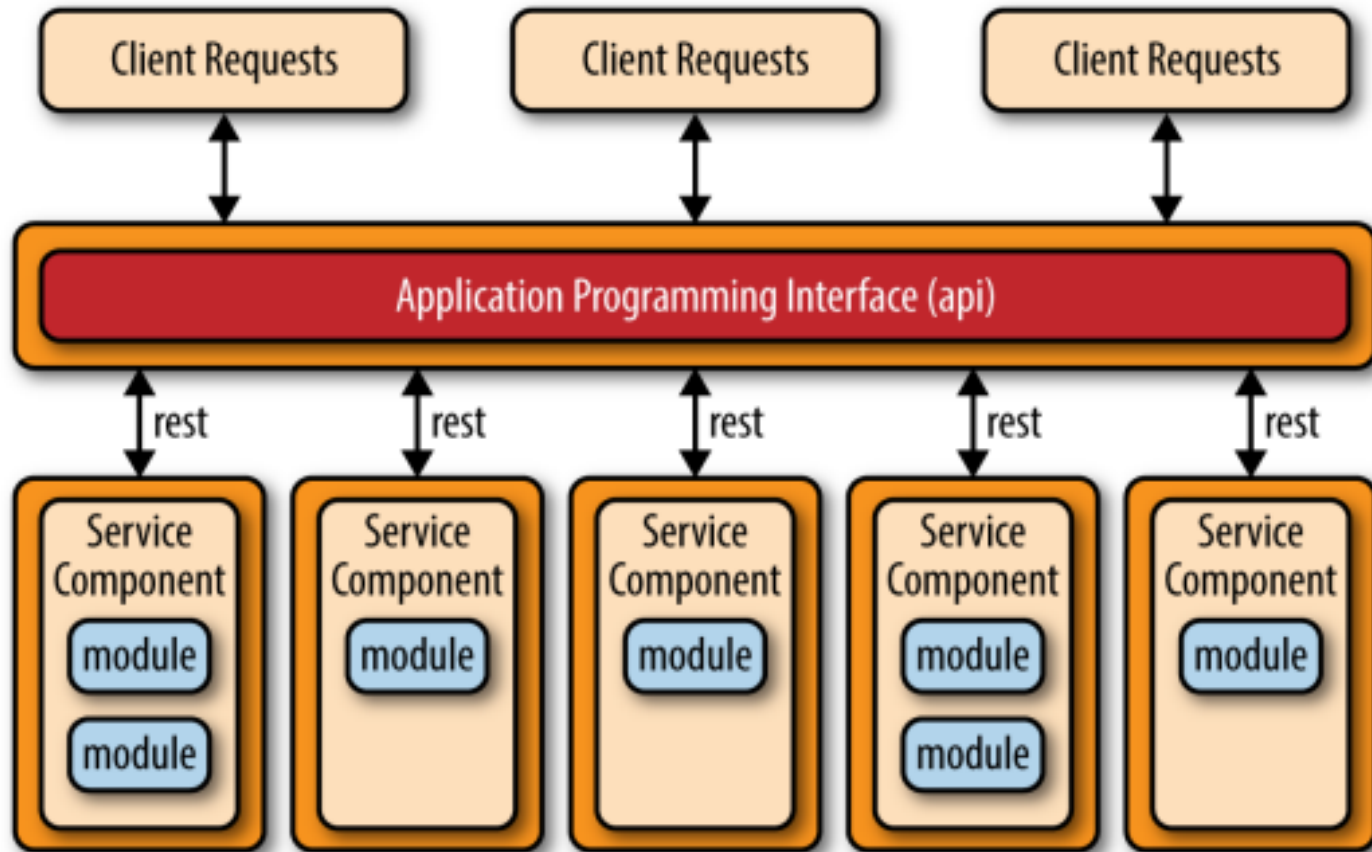 Client Requests
Client Requests
Client Requests
Application Programming Interface (api)
rest
rest
rest
rest
rest
Service
Component
module
module
Service
Component
module
Service
Component
module
Service
Component
module
module
Service
Component
module